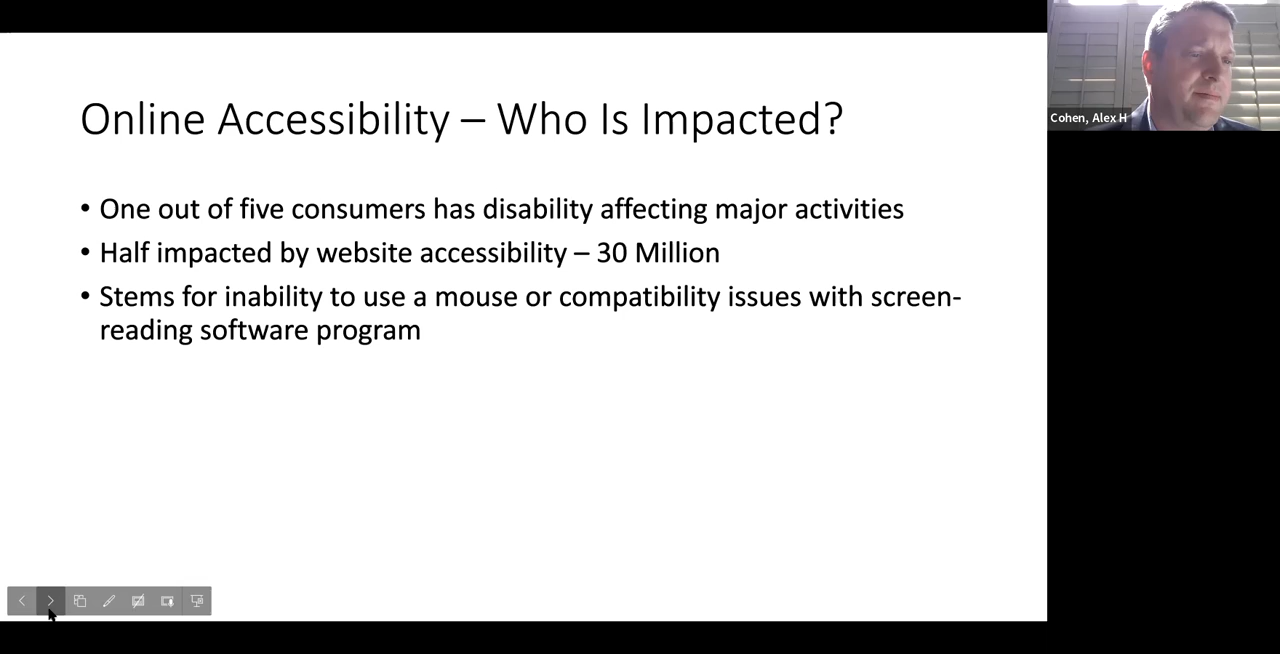 Online Accessibility – Who Is Impacted?
• One out of five consumers has disability affecting major activities
• Half impacted by website accessibility – 30 Million
• Stems for inability to use a mouse or compatibility issues with screen-
reading software program
Cohen, Alex H